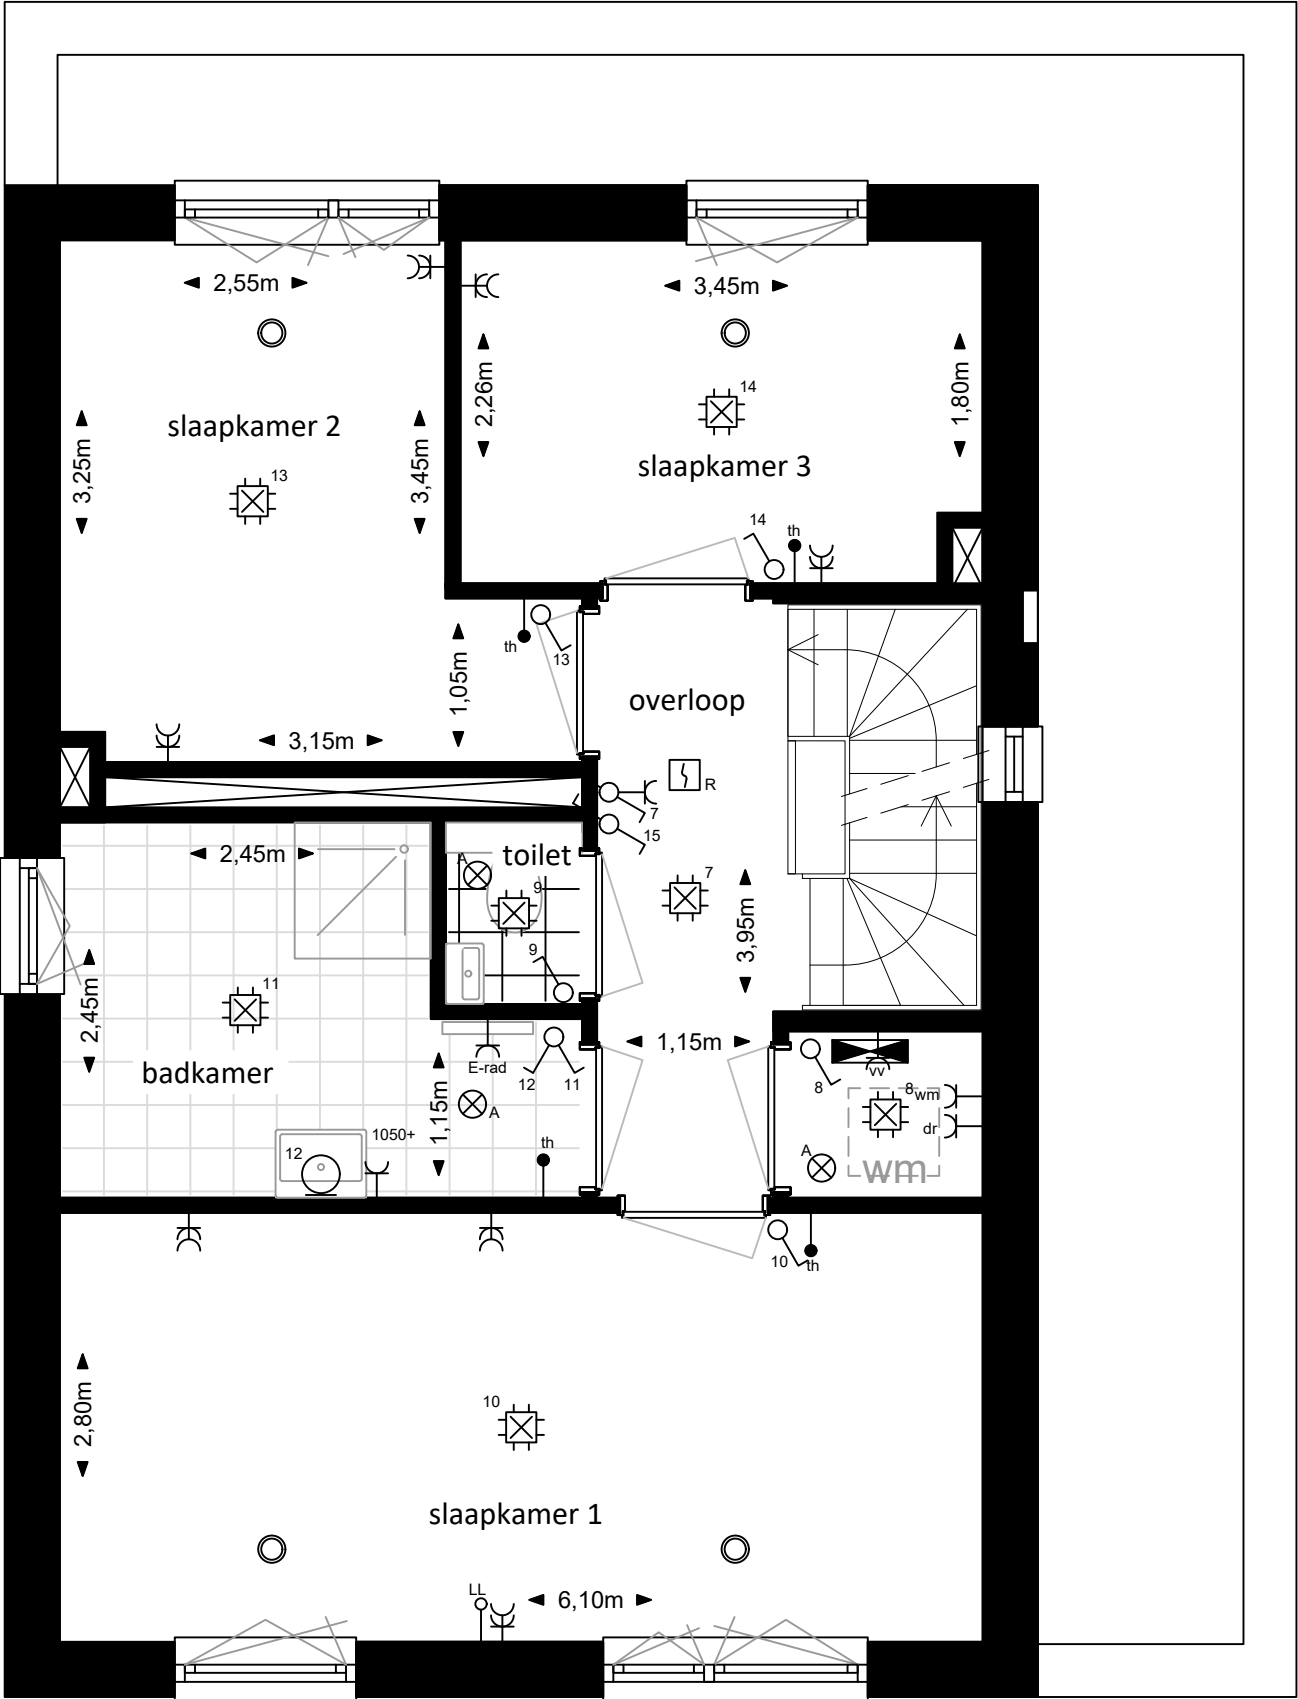 2,55m
3,45m
2,26m
1,80m
14
slaapkamer 2
3,25m
3,45m
slaapkamer 3
13
14
th
th
13
1,05m
overloop
3,15m
R
7
15
2,45m
toilet
A
9
7
3,95m
9
11
2,45m
1,15m
badkamer
E-rad
12
11
1,15m
A
vv
8
8
wm
dr
A
wm
1050+
12
th
10
th
2,80m
10
slaapkamer 1
LL
6,10m